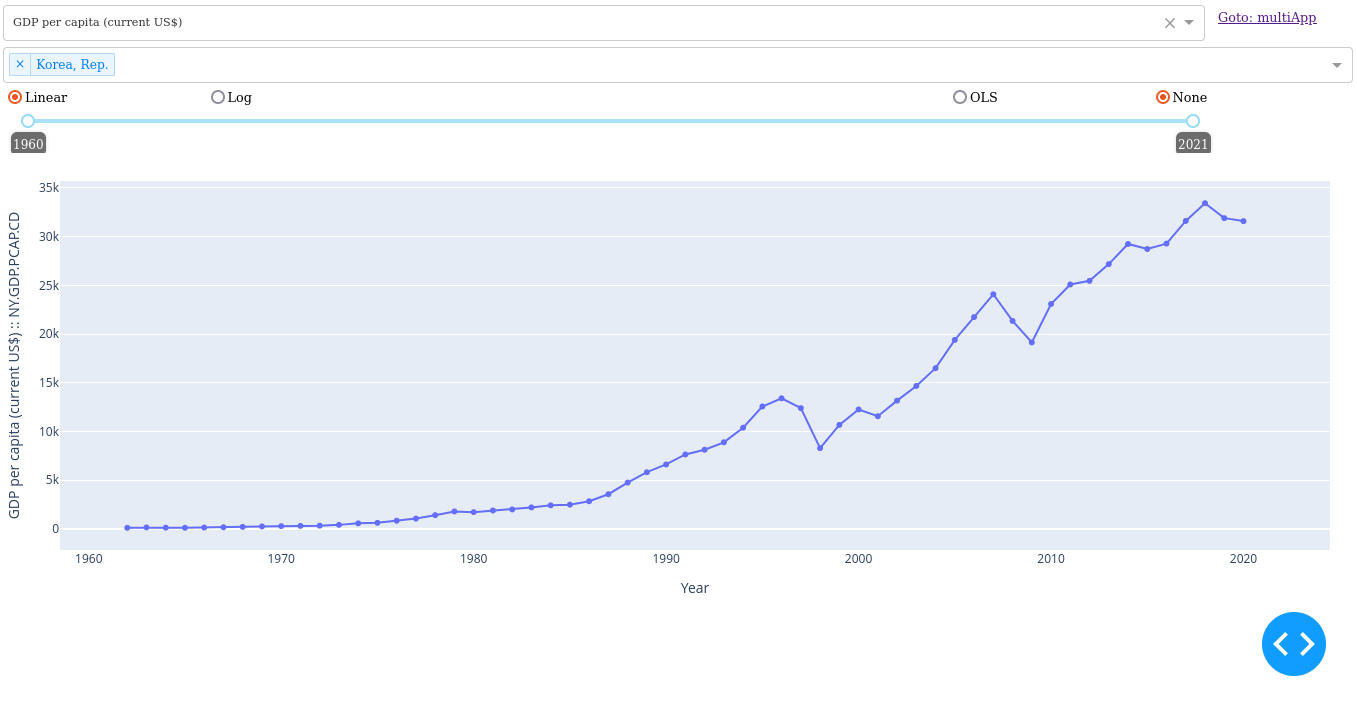 GDP per capita (current US$)
Goto: multiApp
× Korea, Rep.
Linear
Log
OLS
None
1960
2021
35k
30k
25k
20k
15k
10k
5k
0
GDP per capita (current US$) :: NY.GDP.PCAP.CD
1960
1970
1980
1990
2000
2010
2020
Year